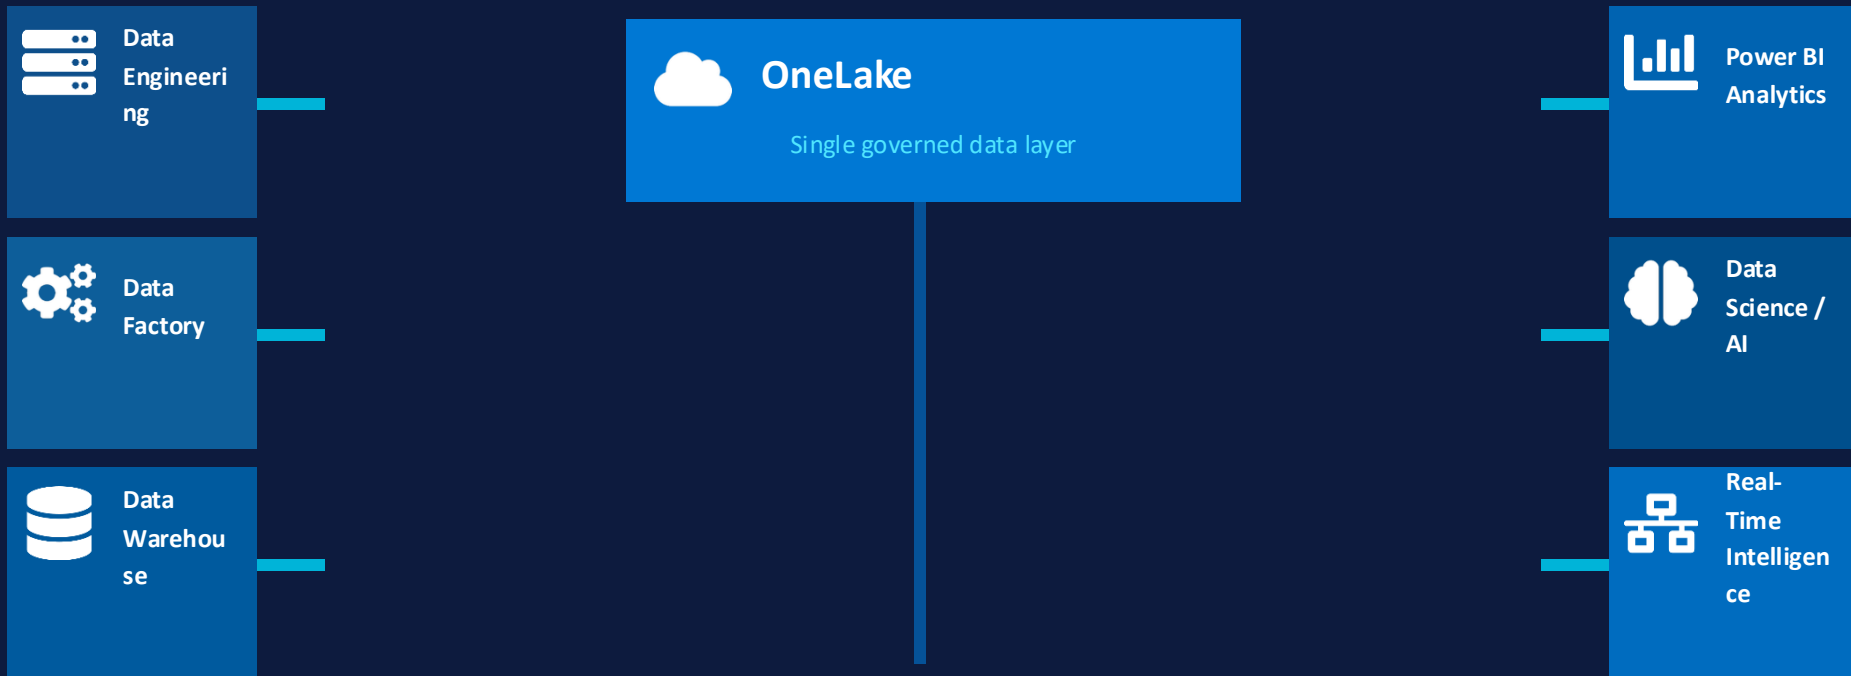 Data
Engineeri
ng
OneLake
Single governed data layer
Power BI
Analytics
Data
Factory
Data
Science /
AI
Data
Warehou
se
Real-
Time
Intelligen
ce